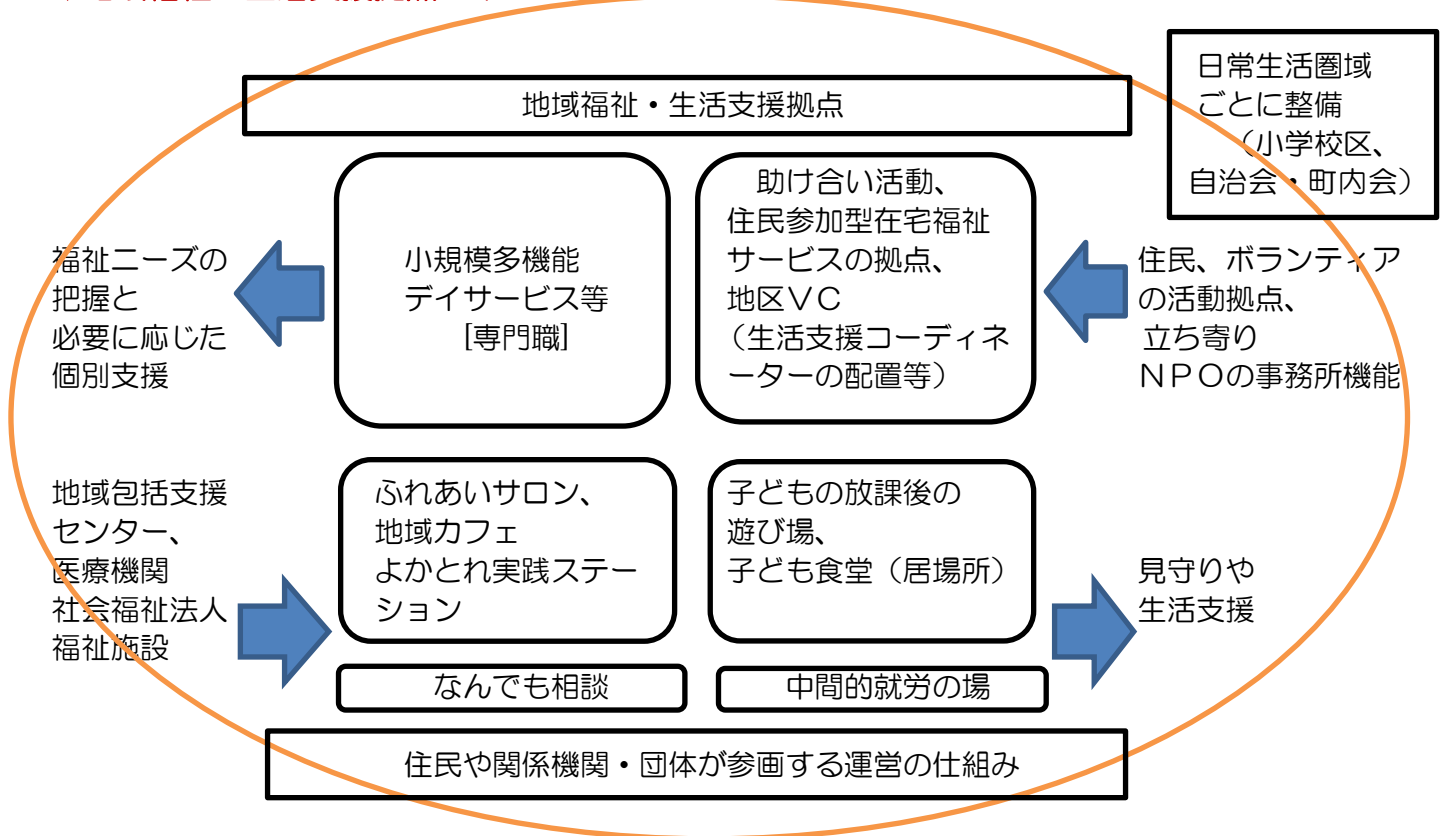 地域福祉・生活支援拠点
日常生活圏域
ごとに整備
(小学校区、
自治会・町内会)
小規模多機能
デイサービス等
[専門職]
助け合い活動、
住民参加型在宅福祉
サービスの拠点、
地区VC
(生活支援コーディネ
ーターの配置等)
福祉ニーズの
把握と
必要に応じた
個別支援
住民、ボランティア
の活動拠点、
立ち寄り
NPOの事務所機能
地域包括支援
センター、
医療機関
社会福祉法人
福祉施設
ふれあいサロン、
地域カフェ
よかとれ実践ステー
ション
子どもの放課後の
遊び場、
子ども食堂(居場所)
見守りや
生活支援
なんでも相談
中間的就労の場
住民や関係機関・団体が参画する運営の仕組み